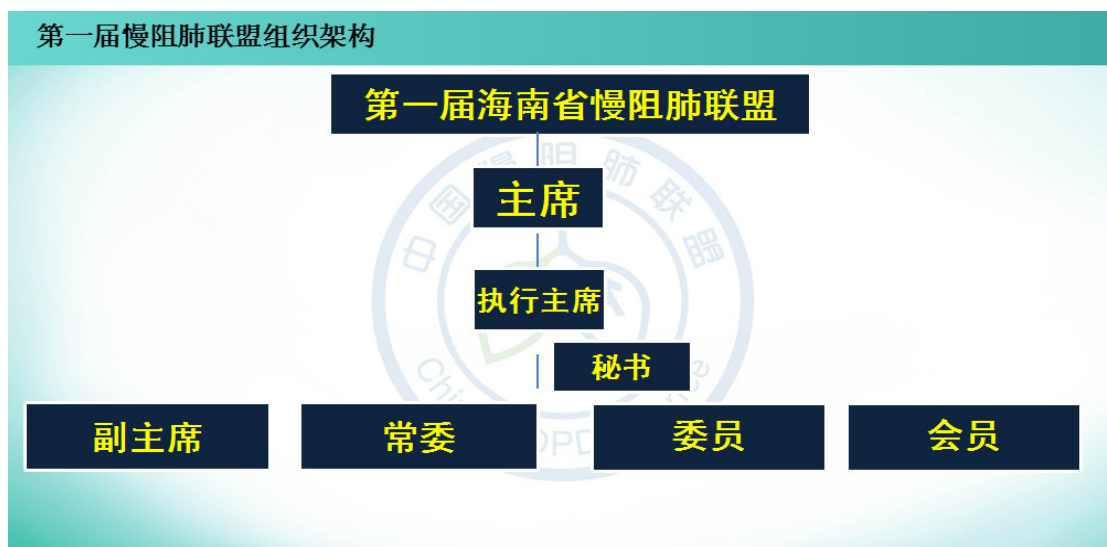 第一届慢阻肺联盟组织架构
第一届海南省慢阻肺联盟
主席
执行主席
秘书
副主席
常委
委员
会员